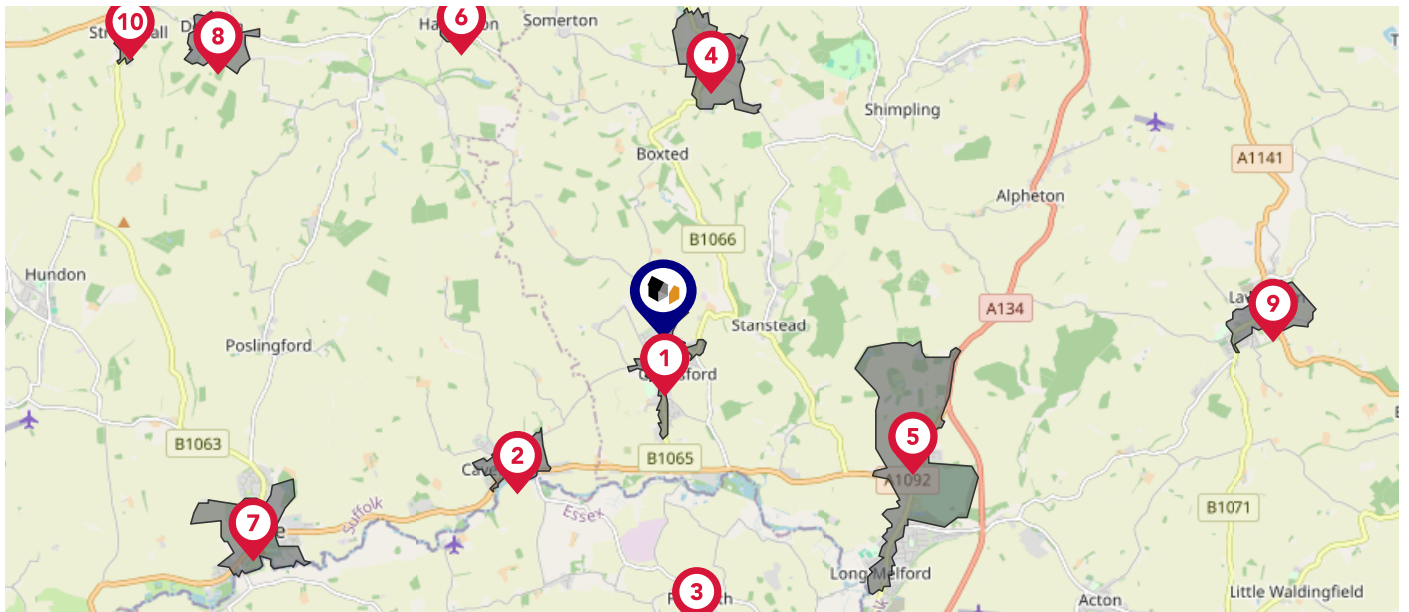 10
6
Somerton
8
4
Shimpling
Boxted
A1141
Alpheton
B1066
Hundon
9
A134
Stanstead
Poslingford
1
B1063
2
B1065
5
A1092
7
Suffolk
Essex
B1071
Long Melford
3
Acton
Little Waldingfield